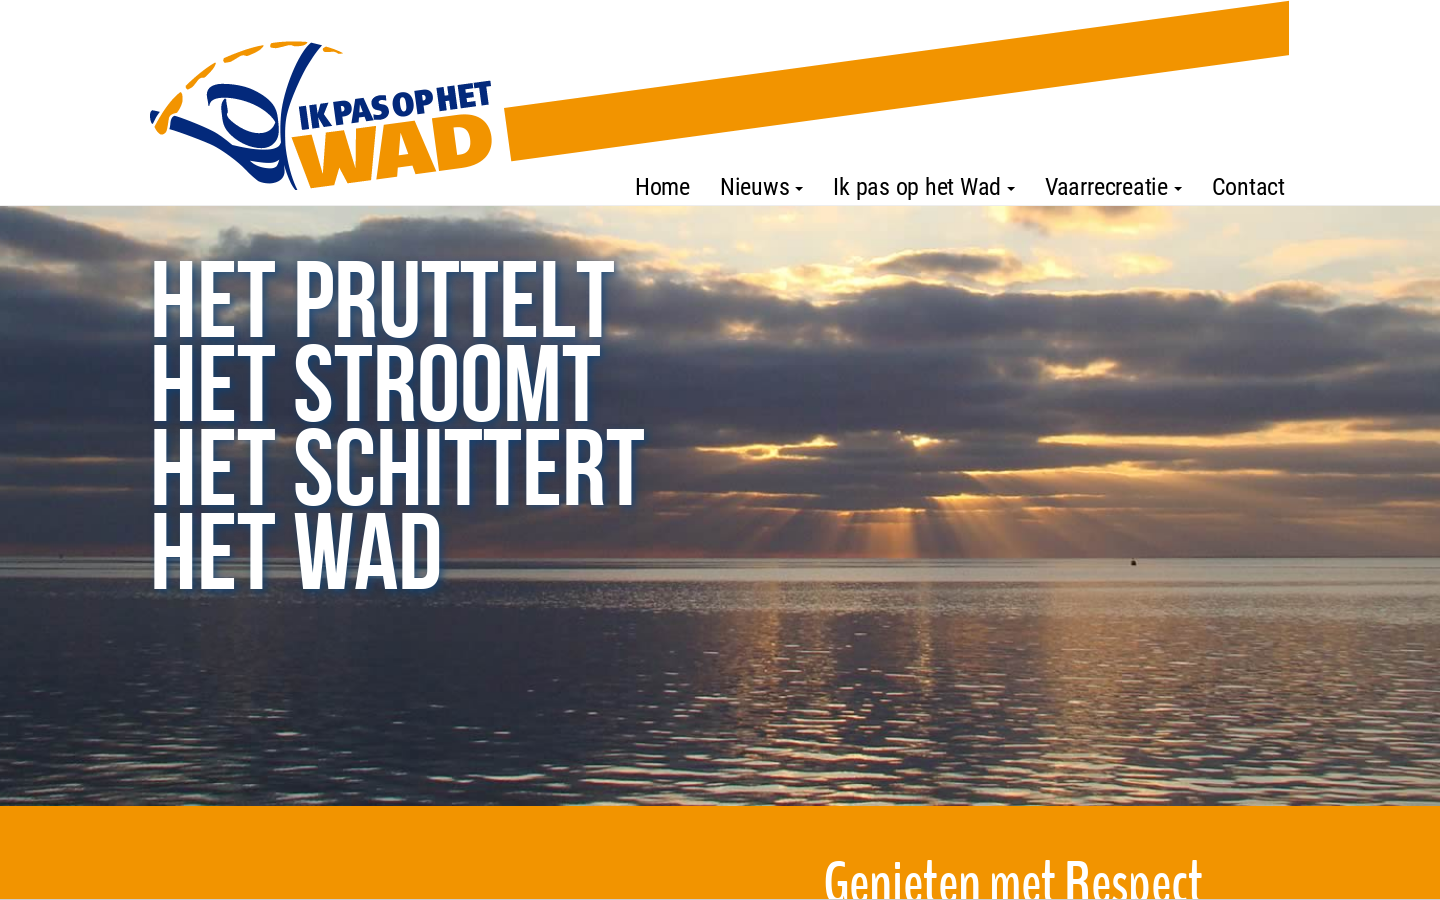 IK PAS OP HET
WAD
Home
Nieuws
Ik pas op het Wad
Vaarrecreatie
Contact
HET PRUTTELT
HET STROOMT
HET SCHITTERT
HET WAD
Genieten met Respect